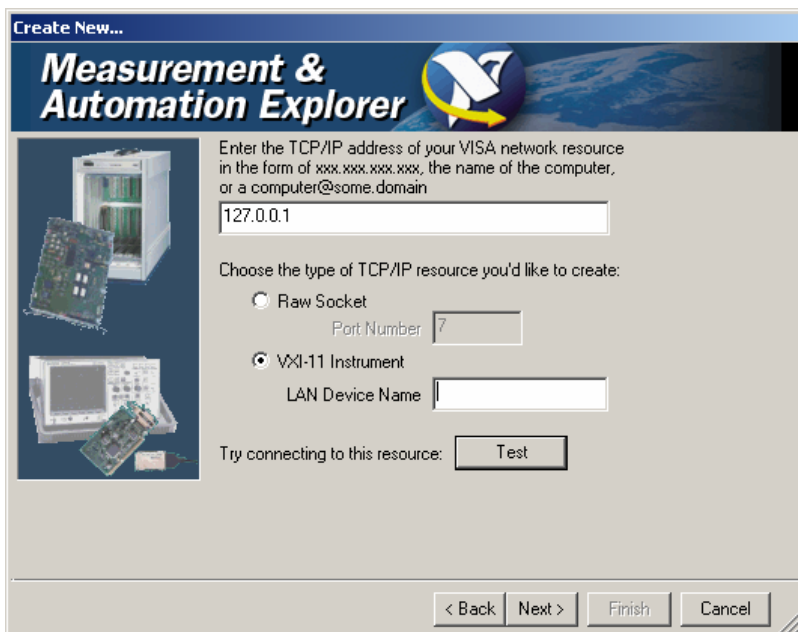 Create New...
Measurement &
Automation Explorer
Enter the TCP/IP address of your VISA network resource
in the form of xxx.xxx.xxx.xxx, the name of the computer,
or a computer@some.domain
127.0.0.1
Choose the type of TCP/IP resource you'd like to create:
Raw Socket
Port Number 7
VXI-11 Instrument
LAN Device Name
Try connecting to this resource: Test
< Back Next > Finish Cancel